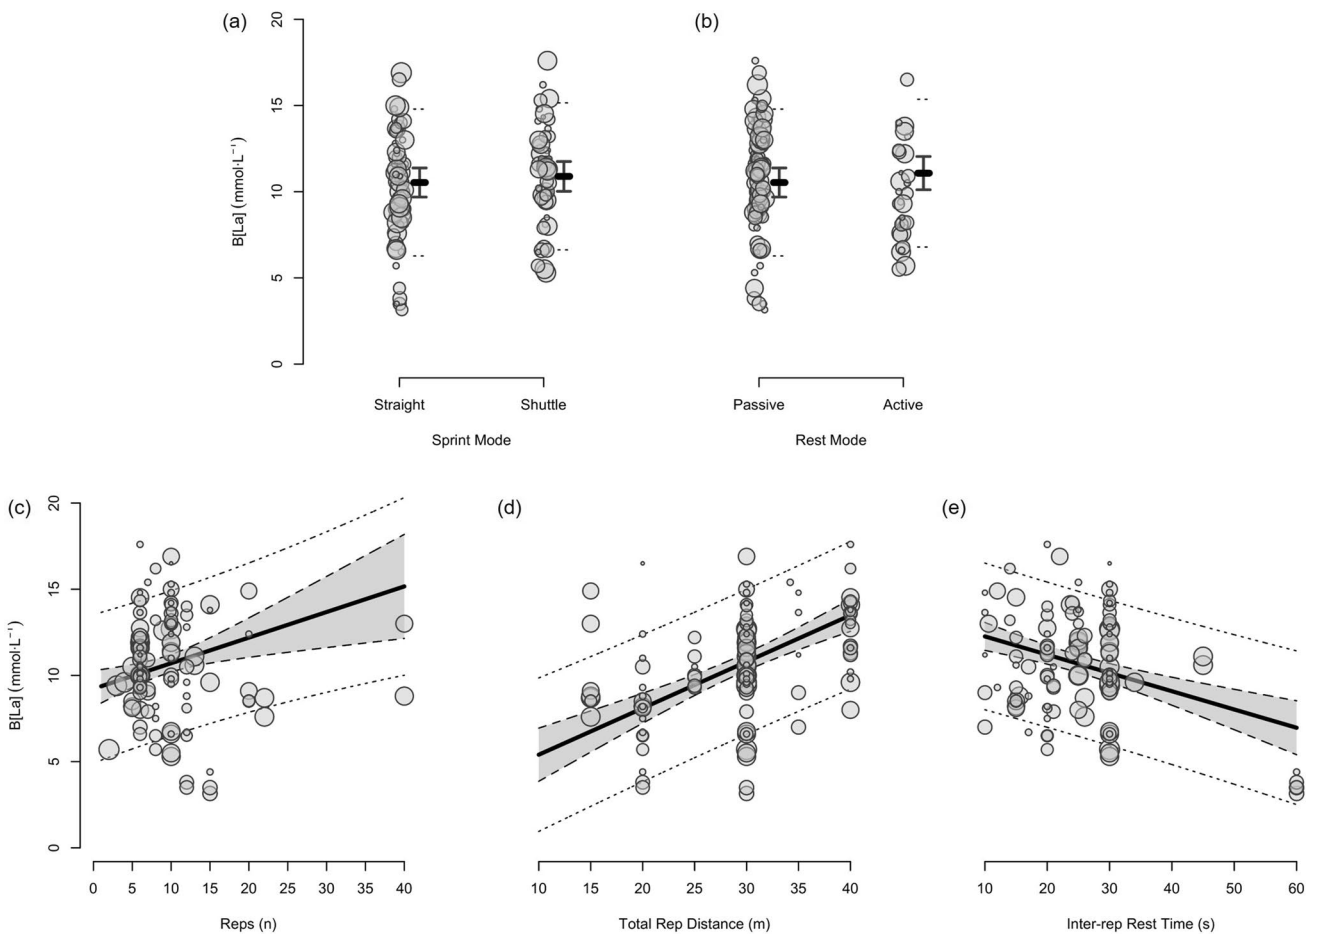 (a)
(b)
20
15
10
5
0
B[La] (mmol·L⁻¹)
Straight
Shuttle
Passive
Active
Sprint Mode
Rest Mode
(c)
(d)
(e)
20
15
10
5
0
B[La] (mmol·L⁻¹)
0 5 10 15 20 25 30 35 40
10 15 20 25 30 35 40
10 20 30 40 50 60
Reps (n)
Total Rep Distance (m)
Inter-rep Rest Time (s)